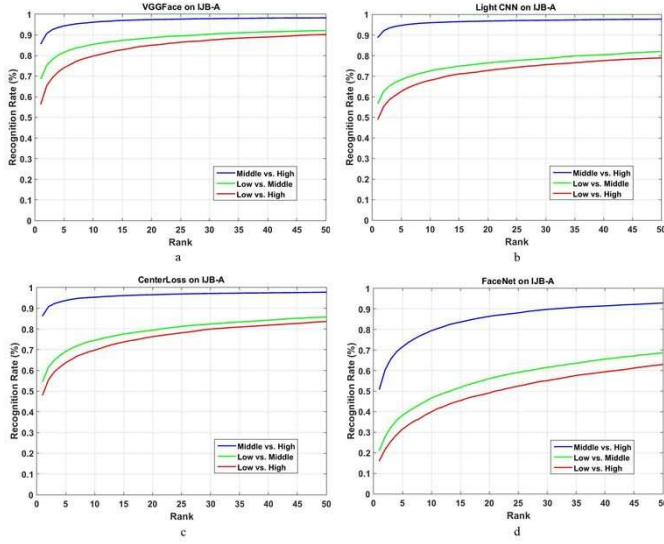 VGGFace on IJB-A
Recognition Rate (%)
1
0.9
0.8
0.7
0.6
0.5
0.4
0.3
0.2
0.1
0
Middle vs. High
Low vs. Middle
Low vs. High
0 5 10 15 20 25 30 35 40 45 50
Rank
a
Light CNN on IJB-A
Recognition Rate (%)
1
0.9
0.8
0.7
0.6
0.5
0.4
0.3
0.2
0.1
0
Middle vs. High
Low vs. Middle
Low vs. High
0 5 10 15 20 25 30 35 40 45 50
Rank
b
CenterLoss on IJB-A
Recognition Rate (%)
1
0.9
0.8
0.7
0.6
0.5
0.4
0.3
0.2
0.1
0
Middle vs. High
Low vs. Middle
Low vs. High
0 5 10 15 20 25 30 35 40 45 50
Rank
c
FaceNet on IJB-A
Recognition Rate (%)
1
0.9
0.8
0.7
0.6
0.5
0.4
0.3
0.2
0.1
0
Middle vs. High
Low vs. Middle
Low vs. High
0 5 10 15 20 25 30 35 40 45 50
Rank
d